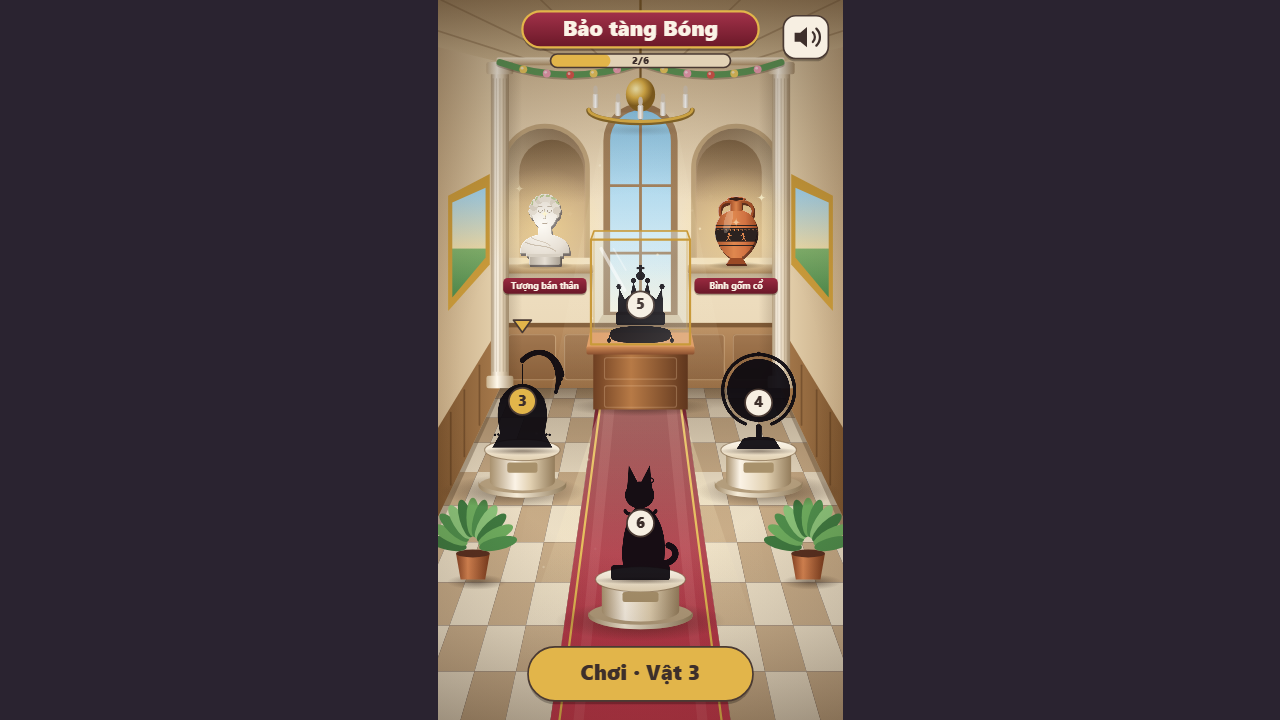 Bảo tàng Bóng
2/6
Tượng bán thân
Bình gốm cổ
5
3
4
6
Chơi · Vật 3